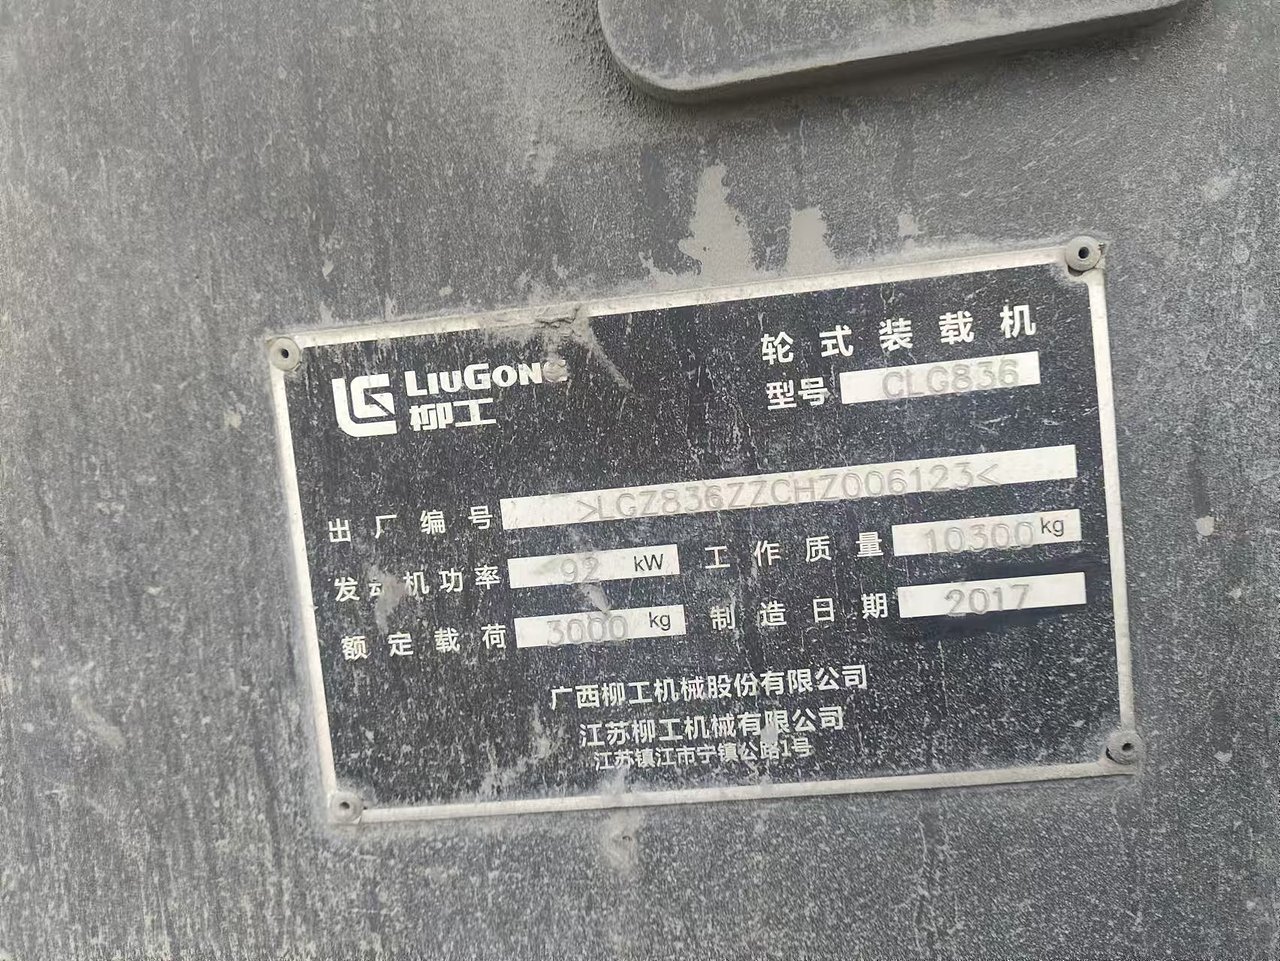 LIUGONG
柳工
轮式装载机
型号 CLG836
出厂编号 >LGZ836ZZCHZ006123<
发动机功率 92 kW 工作质量 10300 kg
额定载荷 3000 kg 制造日期 2017
广西柳工机械股份有限公司
江苏柳工机械有限公司
江苏镇江市宁镇公路1号